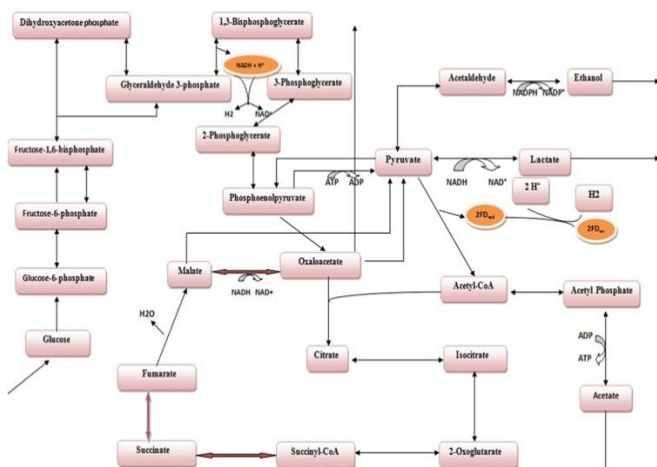 Dihydroxyacetone phosphate
1,3-Bisphosphoglycerate
NADH + H⁺
Glyceraldehyde 3-phosphate
3-Phosphoglycerate
Acetaldehyde
Ethanol
NADPH NADP⁺
H2
NAD⁺
2-Phosphoglycerate
Fructose-1,6-bisphosphate
Pyruvate
Lactate
ATP ADP
NADH NAD⁺
2 H⁺
H2
Phosphoenolpyruvate
Fructose-6-phosphate
2FDred
2FDox
Oxaloacetate
Malate
Glucose-6-phosphate
NADH NAD+
Acetyl-CoA
Acetyl Phosphate
H2O
Glucose
ADP
ATP
Citrate
Isocitrate
Fumarate
Acetate
Succinate
Succinyl-CoA
2-Oxoglutarate